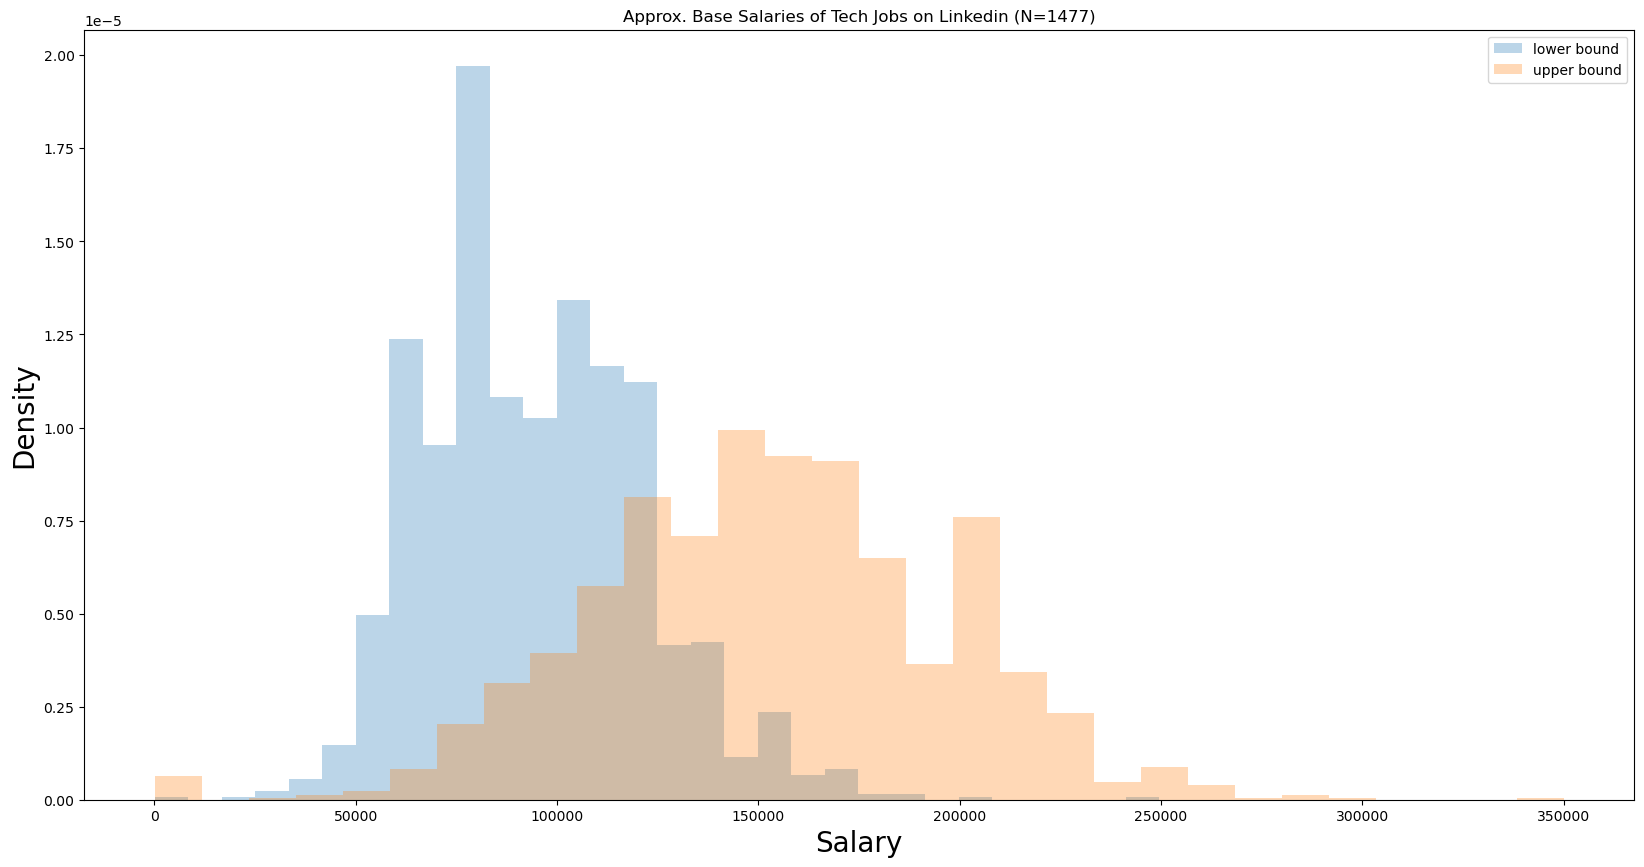 Approx. Base Salaries of Tech Jobs on Linkedin (N=1477)
1e−5
lower bound
upper bound
2.00
1.75
1.50
1.25
1.00
0.75
0.50
0.25
0.00
Density
0 50000 100000 150000 200000 250000 300000 350000
Salary